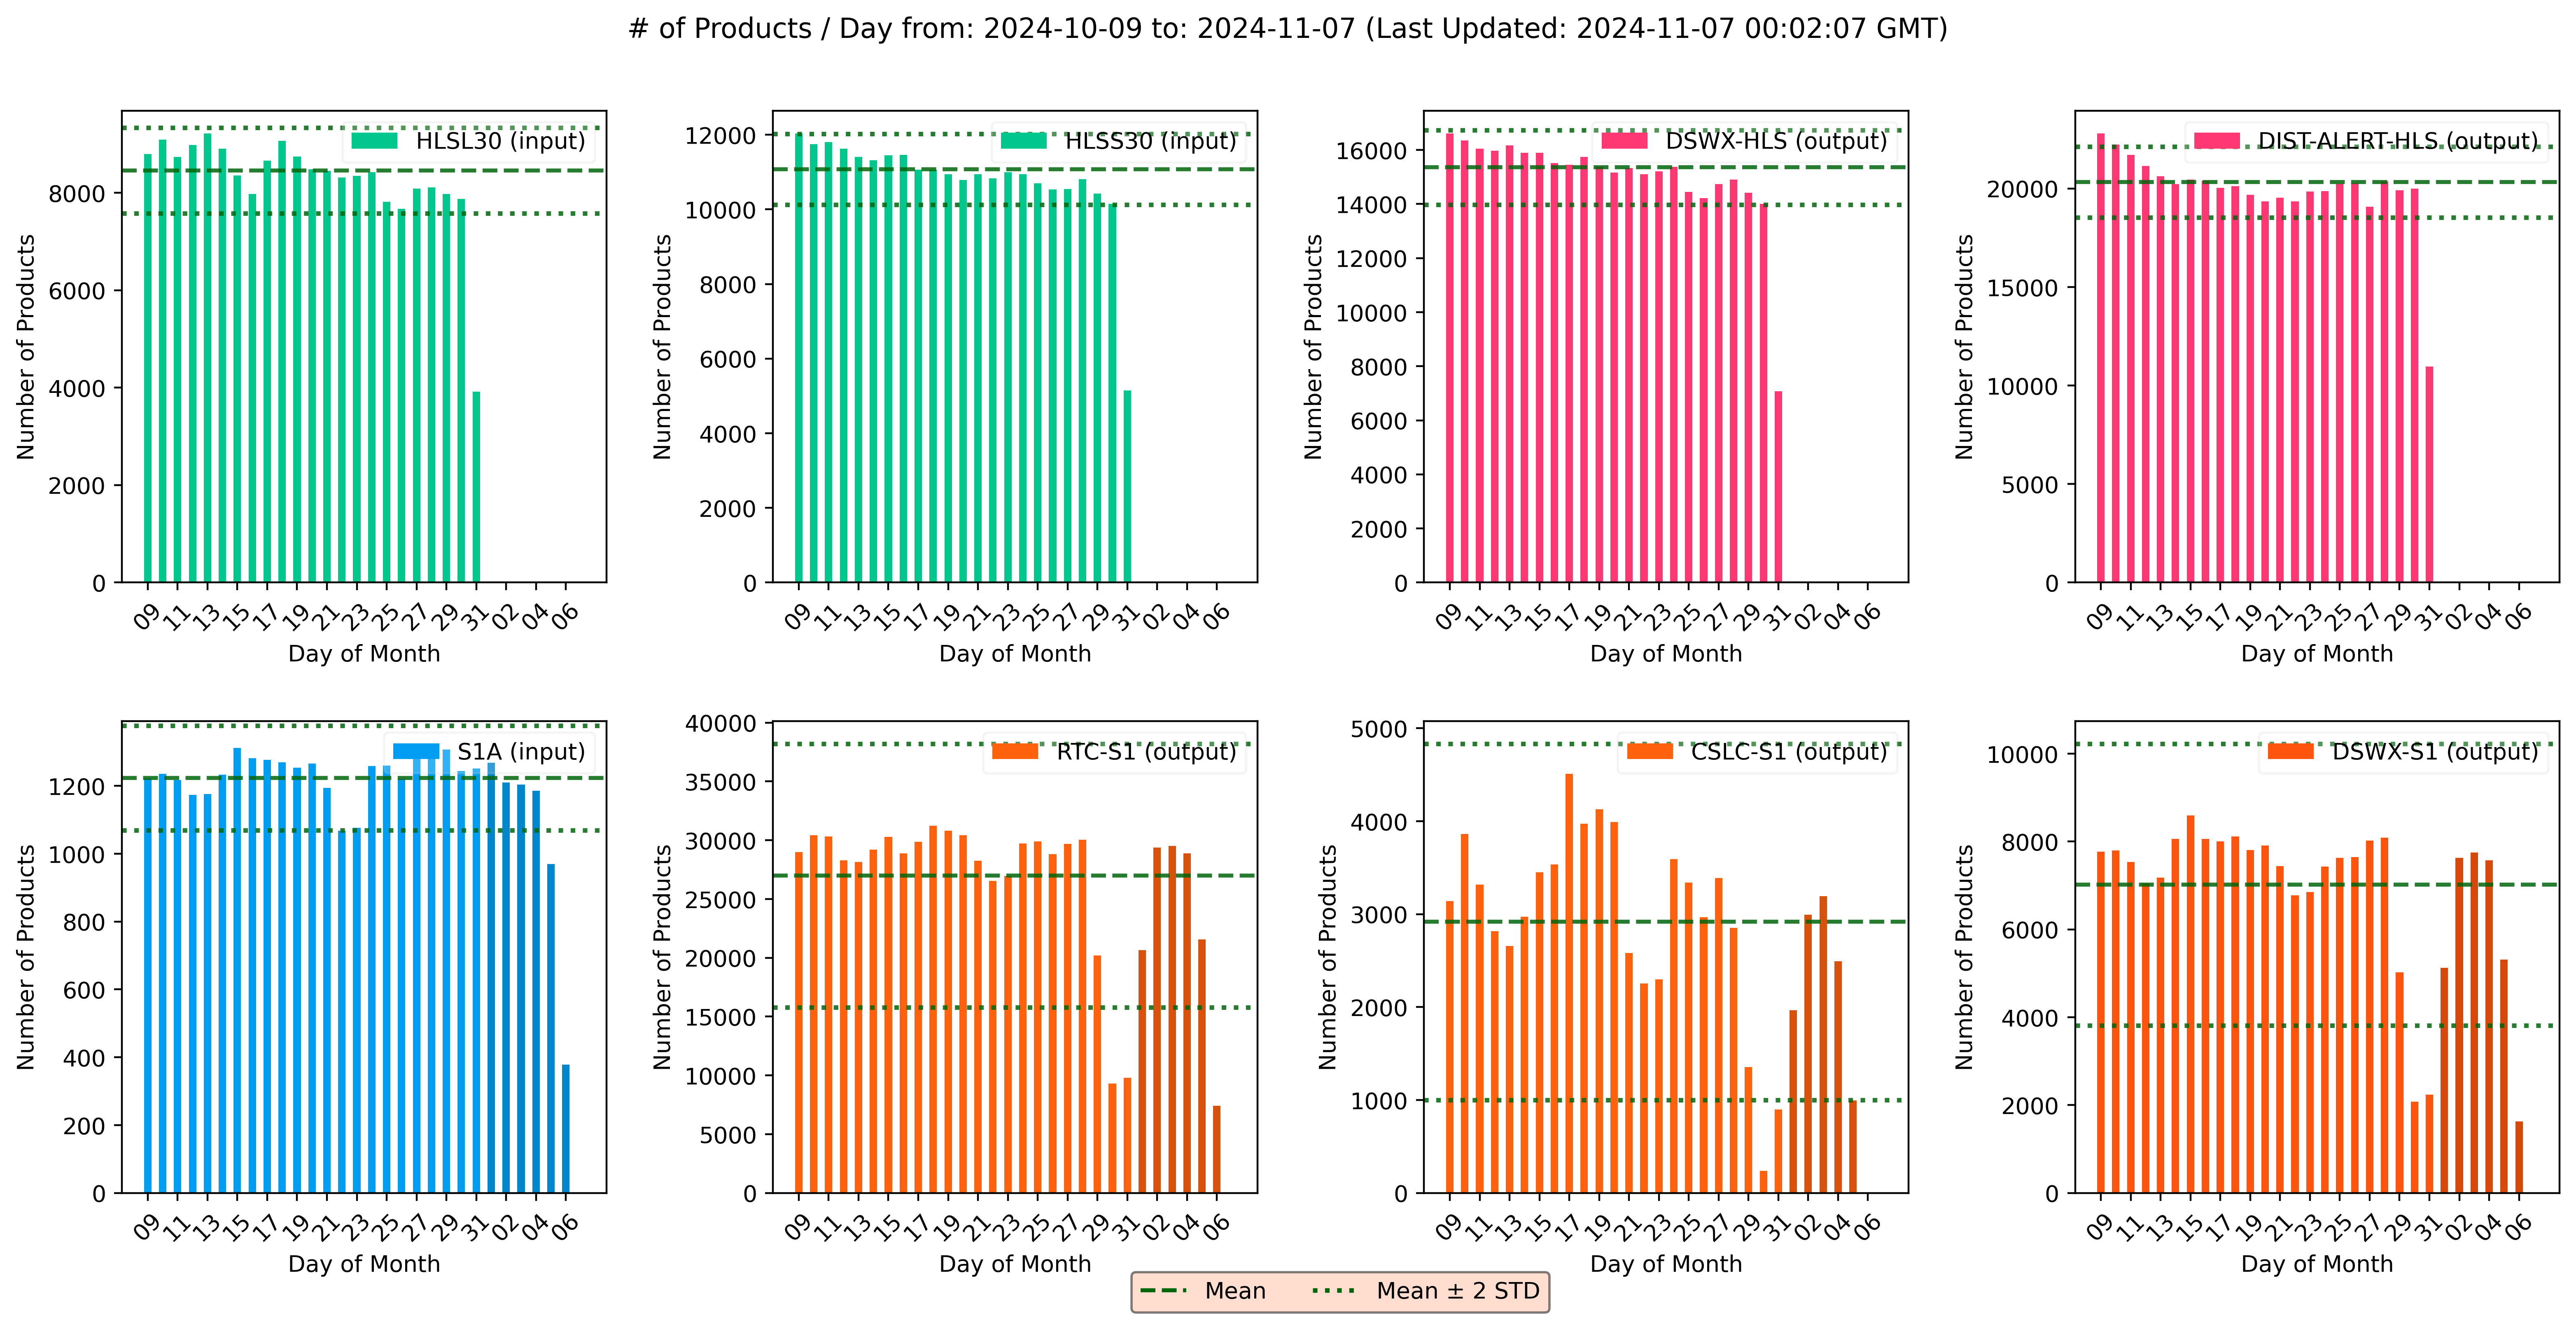 # of Products / Day from: 2024-10-09 to: 2024-11-07 (Last Updated: 2024-11-07 00:02:07 GMT)
HLSL30 (input)
Number of Products
8000
6000
4000
2000
0
09 11 13 15 17 19 21 23 25 27 29 31 02 04 06
Day of Month
HLSS30 (input)
Number of Products
12000
10000
8000
6000
4000
2000
0
09 11 13 15 17 19 21 23 25 27 29 31 02 04 06
Day of Month
DSWX-HLS (output)
Number of Products
16000
14000
12000
10000
8000
6000
4000
2000
0
09 11 13 15 17 19 21 23 25 27 29 31 02 04 06
Day of Month
DIST-ALERT-HLS (output)
Number of Products
20000
15000
10000
5000
0
09 11 13 15 17 19 21 23 25 27 29 31 02 04 06
Day of Month
S1A (input)
Number of Products
1200
1000
800
600
400
200
0
09 11 13 15 17 19 21 23 25 27 29 31 02 04 06
Day of Month
RTC-S1 (output)
Number of Products
40000
35000
30000
25000
20000
15000
10000
5000
0
09 11 13 15 17 19 21 23 25 27 29 31 02 04 06
Day of Month
CSLC-S1 (output)
Number of Products
5000
4000
3000
2000
1000
0
09 11 13 15 17 19 21 23 25 27 29 31 02 04 06
Day of Month
DSWX-S1 (output)
Number of Products
10000
8000
6000
4000
2000
0
09 11 13 15 17 19 21 23 25 27 29 31 02 04 06
Day of Month
Mean
Mean ± 2 STD